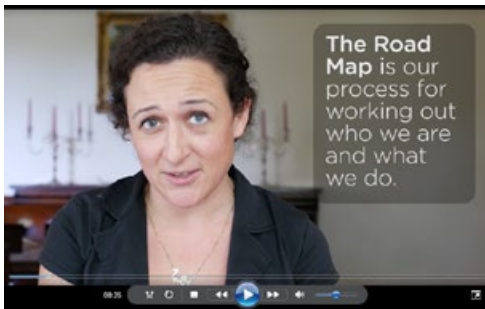 The Road
Map is our
process for
working out
who we are
and what
we do.
08:25